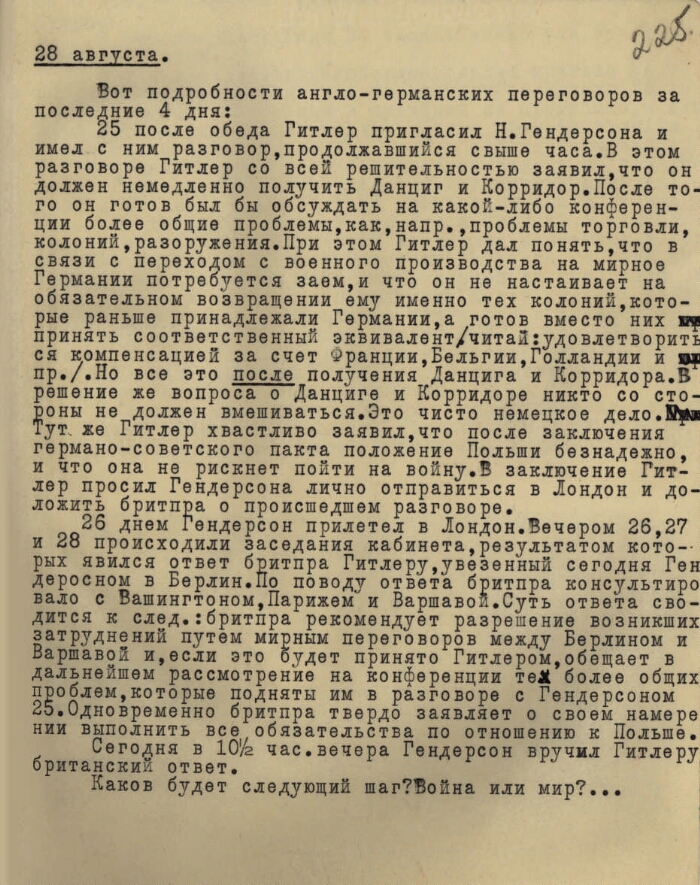 225.
28 августа.
Вот подробности англо-германских переговоров за
последние 4 дня:
25 после обеда Гитлер пригласил Н.Гендерсона и
имел с ним разговор,продолжавшийся свыше часа.В этом
разговоре Гитлер со всей решительностью заявил,что он
должен немедленно получить Данциг и Корридор.После то-
го он готов был бы обсуждать на какой-либо конферен-
ции более общие проблемы,как,напр.,проблемы торговли,
колоний,разоружения.При этом Гитлер дал понять,что в
связи с переходом с военного производства на мирное
Германии потребуется заем,и что он не настаивает на
обязательном возвращении ему именно тех колоний,кото-
рые раньше принадлежали Германии,а готов вместо них
принять соответственный эквивалент/читай:удовлетворить
ся компенсацией за счет Франции,Бельгии,Голландии и
пр./.Но все это после получения Данцига и Корридора.В
решение же вопроса о Данциге и Корридоре никто со сто-
роны не должен вмешиваться.Это чисто немецкое дело.
Тут же Гитлер хвастливо заявил,что после заключения
германо-советского пакта положение Польши безнадежно,
и что она не рискнет пойти на войну.В заключение Гит-
лер просил Гендерсона лично отправиться в Лондон и до-
ложить бритпра о происшедшем разговоре.
26 днем Гендерсон прилетел в Лондон.Вечером 26,27
и 28 происходили заседания кабинета,результатом кото-
рых явился ответ бритпра Гитлеру,увезенный сегодня Ген
деросном в Берлин.По поводу ответа бритпра консультиро
вало с Вашингтоном,Парижем и Варшавой.Суть ответа сво-
дится к след.:бритпра рекомендует разрешение возникших
затруднений путем мирным переговоров между Берлином и
Варшавой и,если это будет принято Гитлером,обещает в
дальнейшем рассмотрение на конференции тех более общих
проблем,которые подняты им в разговоре с Гендерсоном
25.Одновременно бритпра твердо заявляет о своем намере
нии выполнить все обязательства по отношению к Польше.
Сегодня в 10½ час.вечера Гендерсон вручил Гитлеру
британский ответ.
Каков будет следующий шаг?Война или мир?...